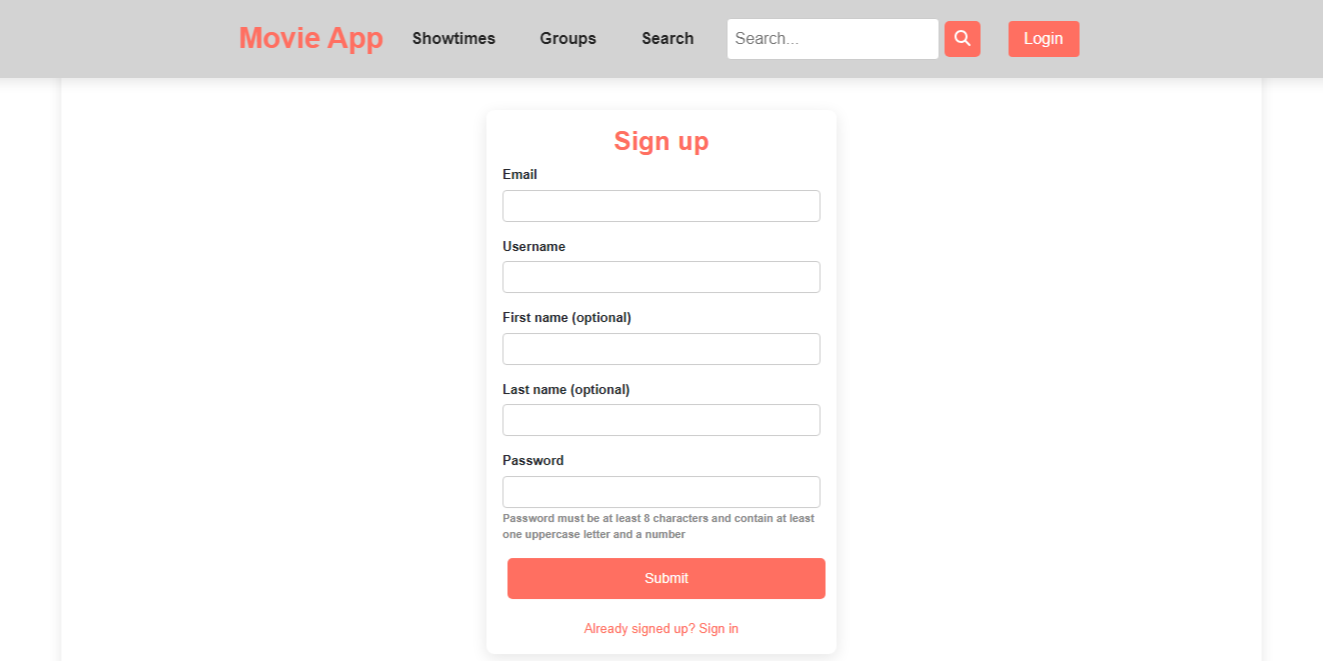 Movie App Showtimes Groups Search Search... Login
Sign up
Email
Username
First name (optional)
Last name (optional)
Password
Password must be at least 8 characters and contain at least
one uppercase letter and a number
Submit
Already signed up? Sign in